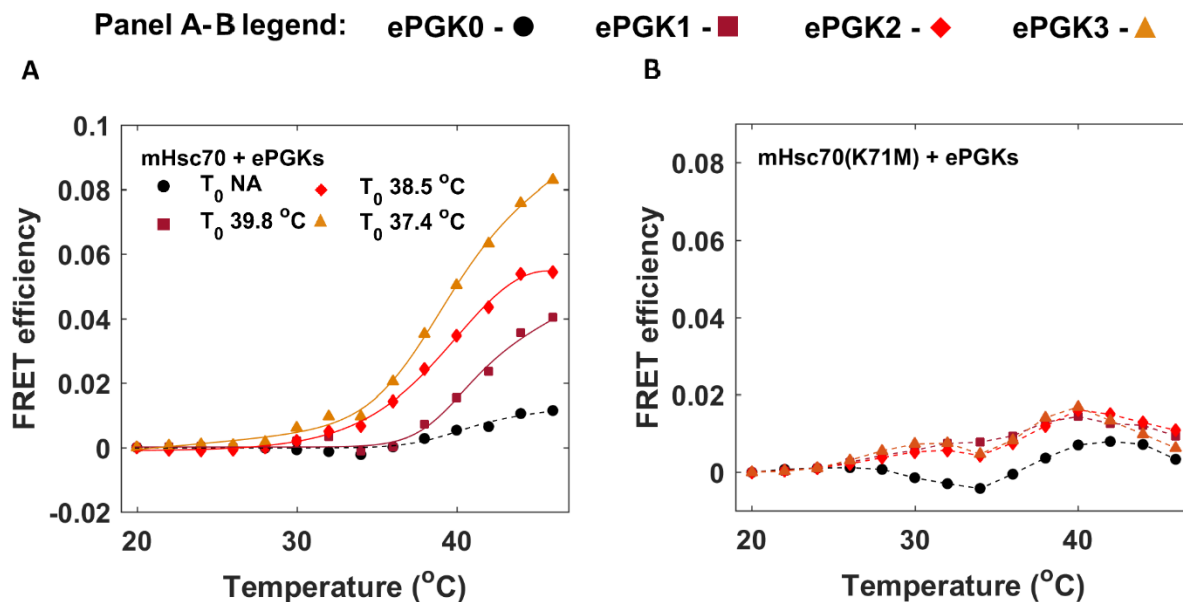 Panel A-B legend: ePGK0 - ● ePGK1 - ■ ePGK2 - ◆ ePGK3 - ▲
A
B
0.1
0.08
0.06
0.04
0.02
0
-0.02
FRET efficiency
mHsc70 + ePGKs
T0 NA
T0 38.5 °C
T0 39.8 °C
T0 37.4 °C
20 30 40
Temperature (°C)
0.08
0.06
0.04
0.02
0
FRET efficiency
mHsc70(K71M) + ePGKs
20 30 40
Temperature (°C)